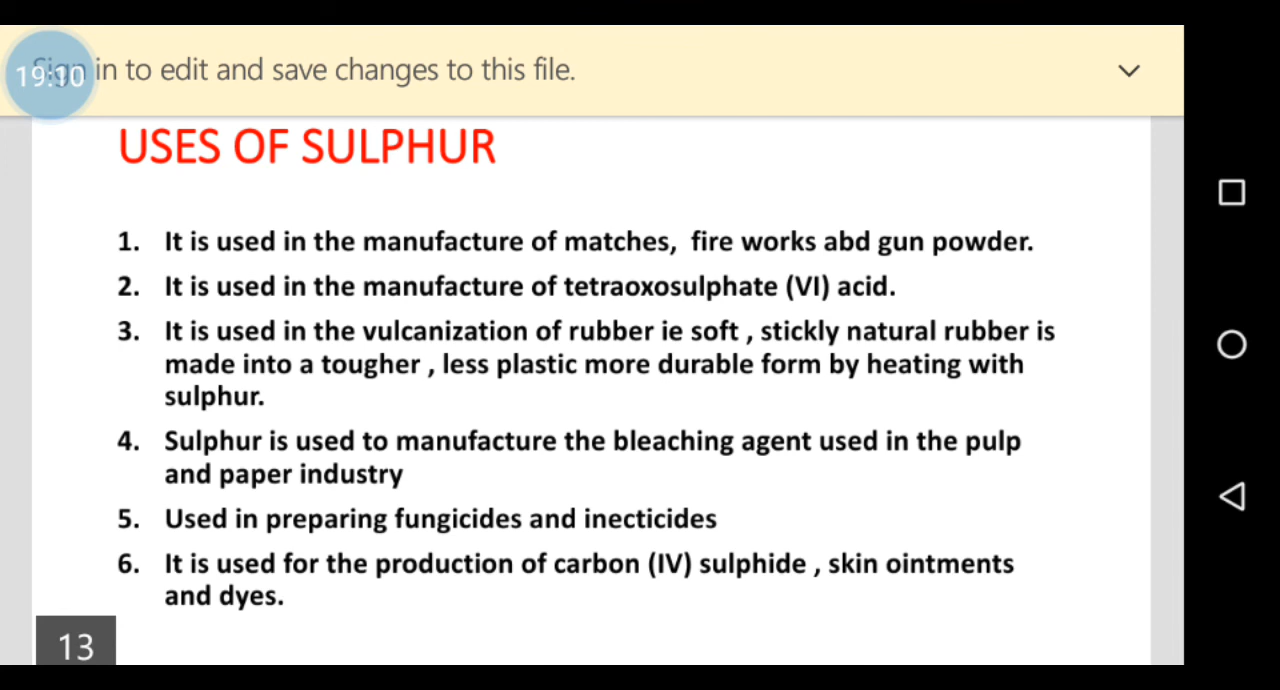 Sign in to edit and save changes to this file.
19:30
USES OF SULPHUR
1. It is used in the manufacture of matches, fire works abd gun powder.
2. It is used in the manufacture of tetraoxosulphate (VI) acid.
3. It is used in the vulcanization of rubber ie soft , stickly natural rubber is
made into a tougher , less plastic more durable form by heating with
sulphur.
4. Sulphur is used to manufacture the bleaching agent used in the pulp
and paper industry
5. Used in preparing fungicides and inecticides
6. It is used for the production of carbon (IV) sulphide , skin ointments
and dyes.
13